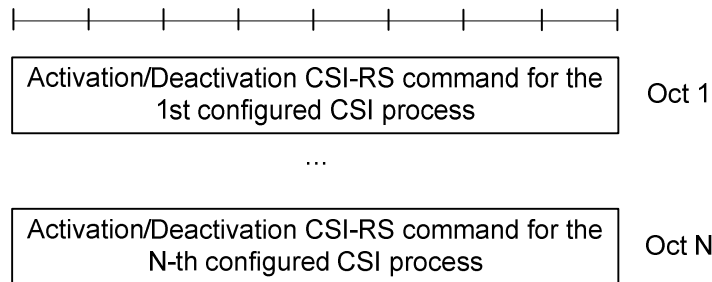 Activation/Deactivation CSI-RS command for the
1st configured CSI process
Oct 1
...
Activation/Deactivation CSI-RS command for the
N-th configured CSI process
Oct N